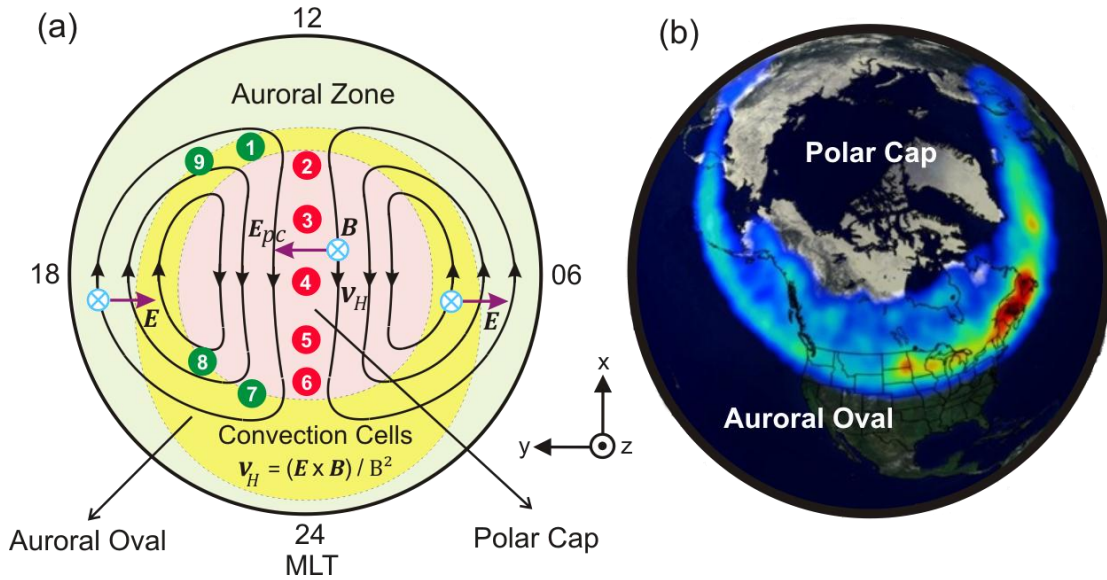 (a)
12
Auroral Zone
1
9
2
3
E_pc
B
18
06
4
v_H
E
E
5
8
6
7
Convection Cells
v_H = (E x B) / B²
Auroral Oval
24
MLT
Polar Cap
x
y
z
(b)
Polar Cap
Auroral Oval